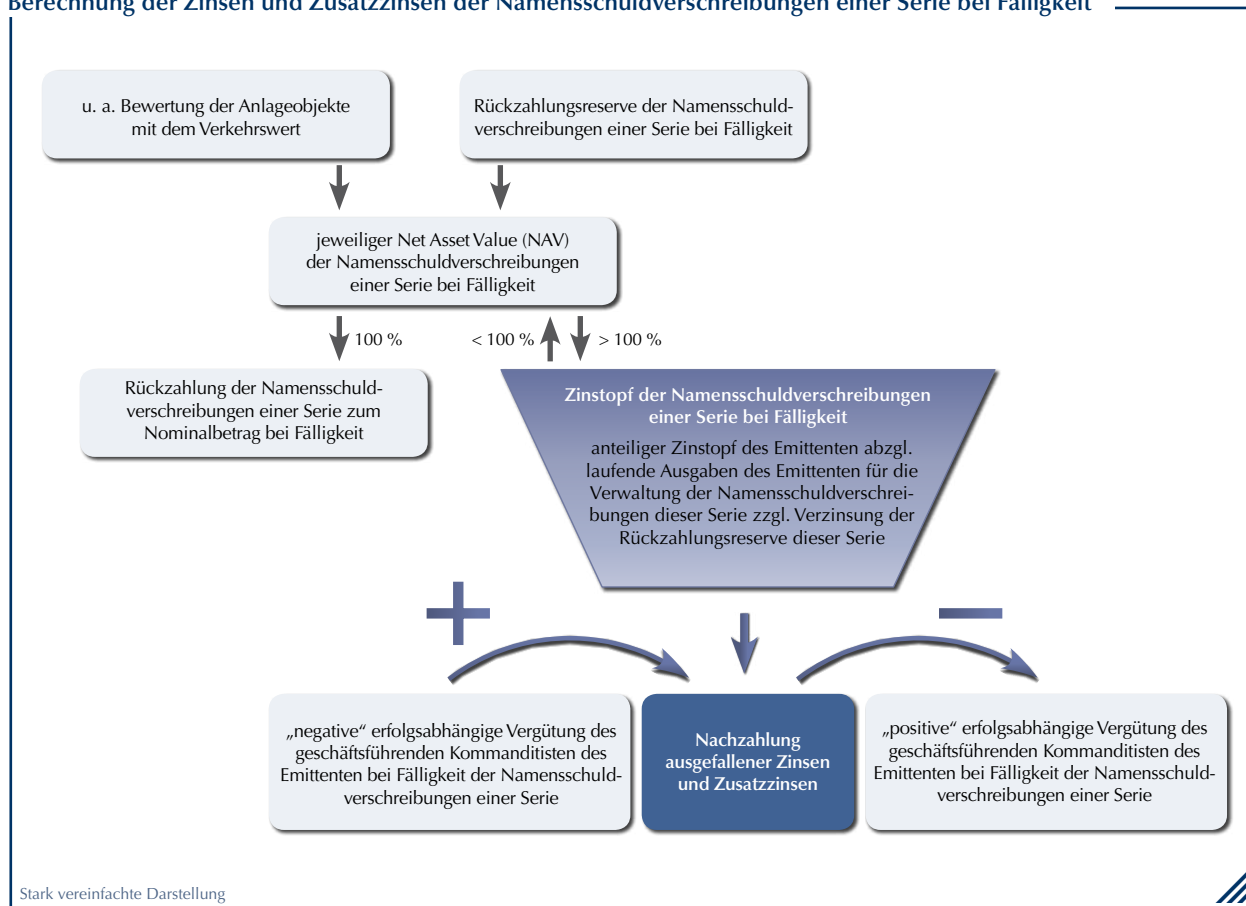 Berechnung der Zinsen und Zusatzzinsen der Namensschuldverschreibungen einer Serie bei Fälligkeit
u. a. Bewertung der Anlageobjekte
mit dem Verkehrswert
Rückzahlungsreserve der Namensschuld-
verschreibungen einer Serie bei Fälligkeit
jeweiliger Net Asset Value (NAV)
der Namensschuldverschreibungen
einer Serie bei Fälligkeit
100 %
< 100 %
> 100 %
Rückzahlung der Namensschuld-
verschreibungen einer Serie zum
Nominalbetrag bei Fälligkeit
Zinstopf der Namensschuldverschreibungen
einer Serie bei Fälligkeit
anteiliger Zinstopf des Emittenten abzgl.
laufende Ausgaben des Emittenten für die
Verwaltung der Namensschuldverschrei-
bungen dieser Serie zzgl. Verzinsung der
Rückzahlungsreserve dieser Serie
+
–
„negative“ erfolgsabhängige Vergütung des
geschäftsführenden Kommanditisten des
Emittenten bei Fälligkeit der Namensschuld-
verschreibungen einer Serie
Nachzahlung
ausgefallener Zinsen
und Zusatzzinsen
„positive“ erfolgsabhängige Vergütung des
geschäftsführenden Kommanditisten des
Emittenten bei Fälligkeit der Namensschuld-
verschreibungen einer Serie
Stark vereinfachte Darstellung